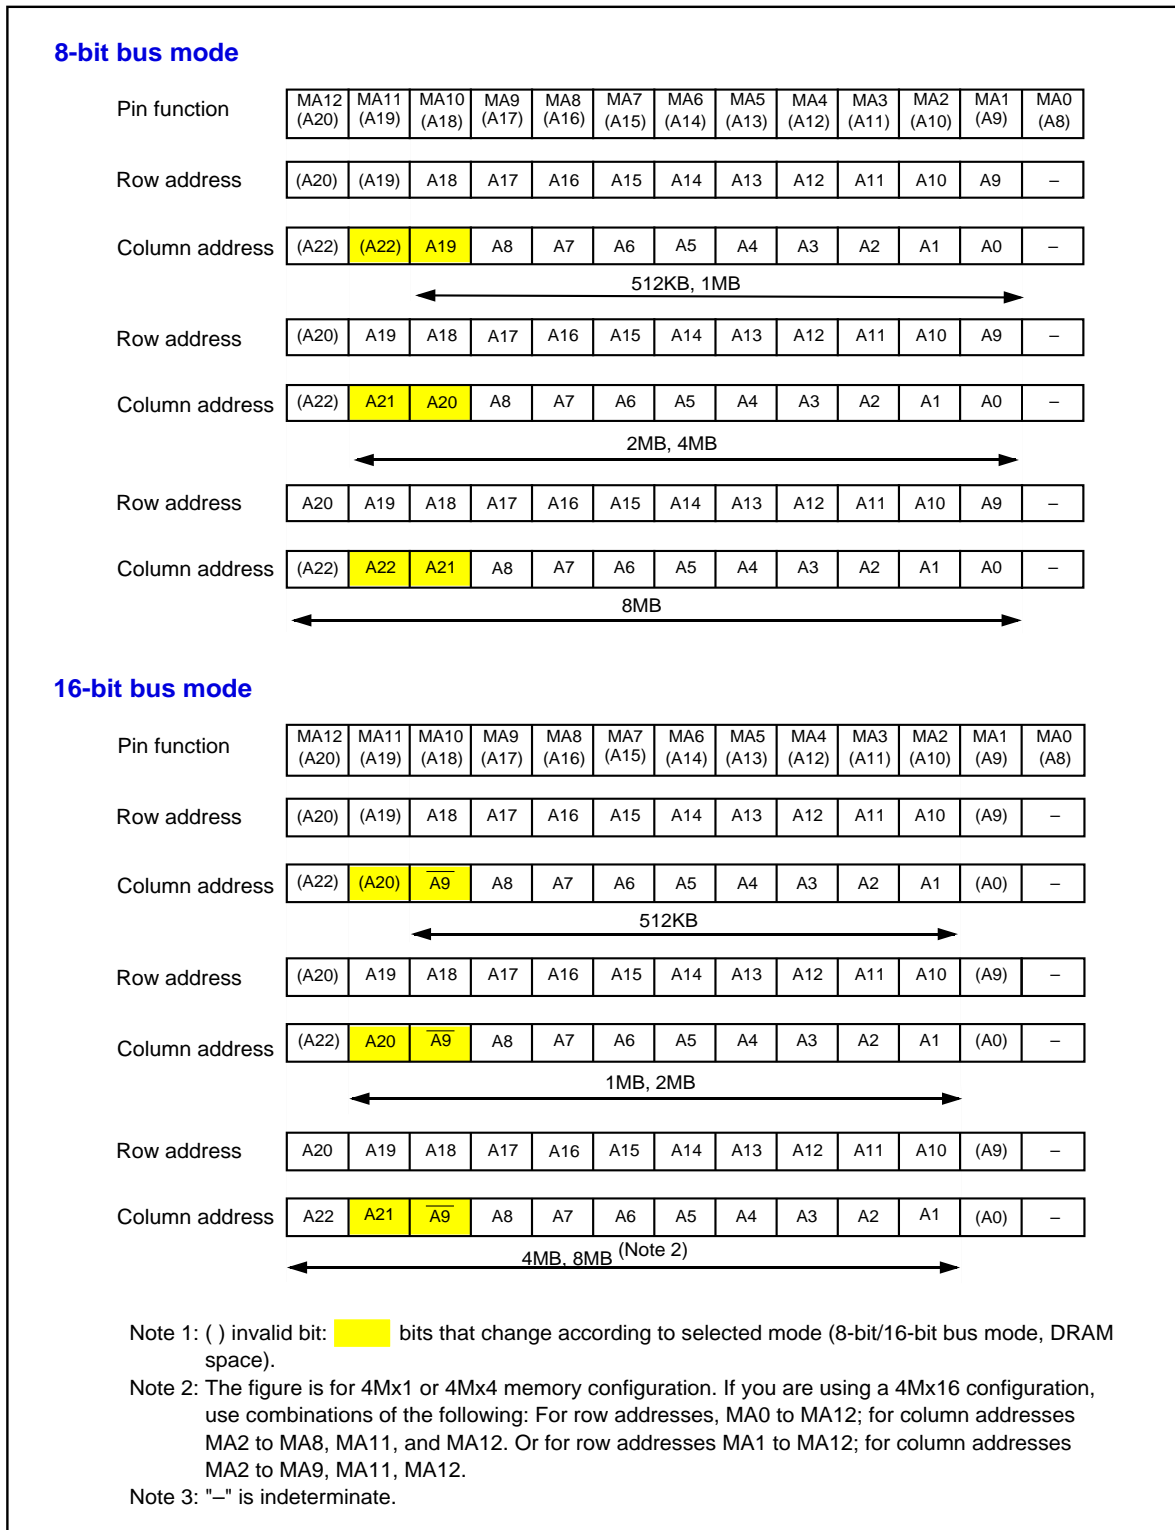 8-bit bus mode
Pin function MA12 MA11 MA10 MA9 MA8 MA7 MA6 MA5 MA4 MA3 MA2 MA1 MA0
(A20) (A19) (A18) (A17) (A16) (A15) (A14) (A13) (A12) (A11) (A10) (A9) (A8)
Row address (A20) (A19) A18 A17 A16 A15 A14 A13 A12 A11 A10 A9 –
Column address (A22) (A22) A19 A8 A7 A6 A5 A4 A3 A2 A1 A0 –
512KB, 1MB
Row address (A20) A19 A18 A17 A16 A15 A14 A13 A12 A11 A10 A9 –
Column address (A22) A21 A20 A8 A7 A6 A5 A4 A3 A2 A1 A0 –
2MB, 4MB
Row address A20 A19 A18 A17 A16 A15 A14 A13 A12 A11 A10 A9 –
Column address (A22) A22 A21 A8 A7 A6 A5 A4 A3 A2 A1 A0 –
8MB
16-bit bus mode
Pin function MA12 MA11 MA10 MA9 MA8 MA7 MA6 MA5 MA4 MA3 MA2 MA1 MA0
(A20) (A19) (A18) (A17) (A16) (A15) (A14) (A13) (A12) (A11) (A10) (A9) (A8)
Row address (A20) (A19) A18 A17 A16 A15 A14 A13 A12 A11 A10 (A9) –
Column address (A22) (A20) A̅9̅ A8 A7 A6 A5 A4 A3 A2 A1 (A0) –
512KB
Row address (A20) A19 A18 A17 A16 A15 A14 A13 A12 A11 A10 (A9) –
Column address (A22) A20 A̅9̅ A8 A7 A6 A5 A4 A3 A2 A1 (A0) –
1MB, 2MB
Row address A20 A19 A18 A17 A16 A15 A14 A13 A12 A11 A10 (A9) –
Column address A22 A21 A̅9̅ A8 A7 A6 A5 A4 A3 A2 A1 (A0) –
4MB, 8MB (Note 2)
Note 1: ( ) invalid bit: bits that change according to selected mode (8-bit/16-bit bus mode, DRAM
space).
Note 2: The figure is for 4Mx1 or 4Mx4 memory configuration. If you are using a 4Mx16 configuration,
use combinations of the following: For row addresses, MA0 to MA12; for column addresses
MA2 to MA8, MA11, and MA12. Or for row addresses MA1 to MA12; for column addresses
MA2 to MA9, MA11, MA12.
Note 3: "–" is indeterminate.